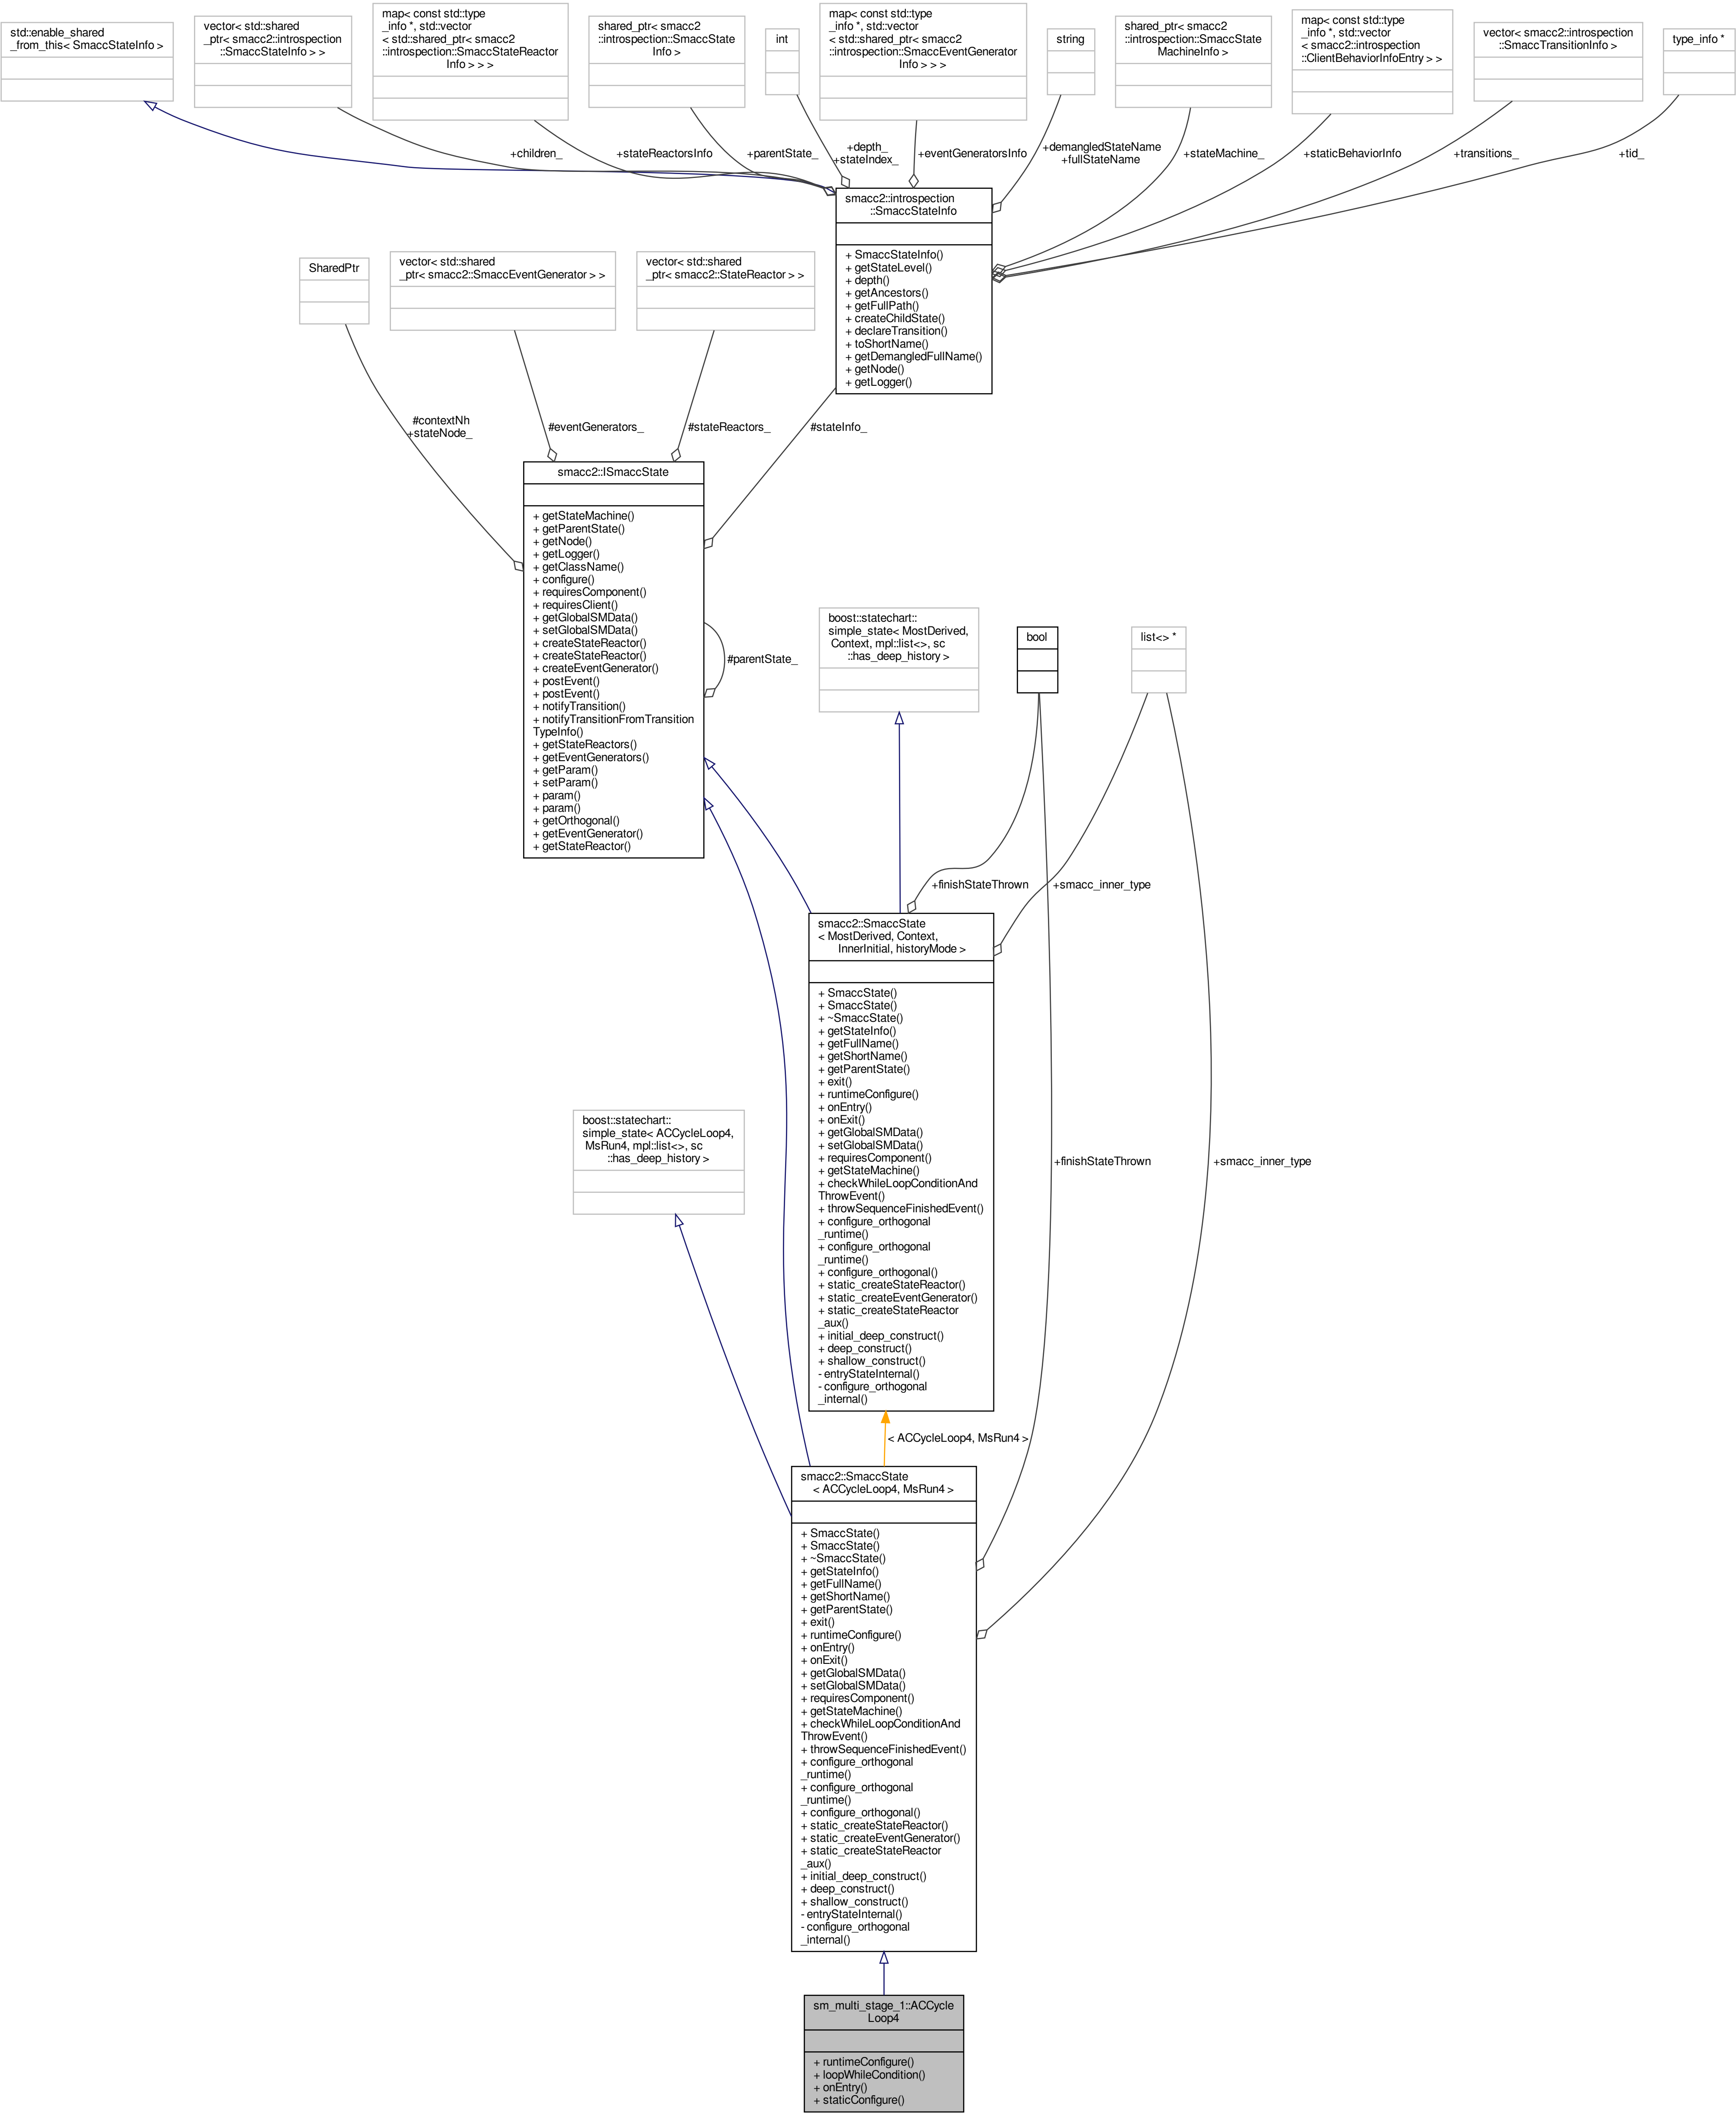 std::enable_shared
_from_this< SmaccStateInfo >
vector< std::shared
_ptr< smacc2::introspection
::SmaccStateInfo > >
map< const std::type
_info *, std::vector
< std::shared_ptr< smacc2
::introspection::SmaccStateReactor
Info > > >
shared_ptr< smacc2
::introspection::SmaccState
Info >
int
map< const std::type
_info *, std::vector
< std::shared_ptr< smacc2
::introspection::SmaccEventGenerator
Info > > >
string
shared_ptr< smacc2
::introspection::SmaccState
MachineInfo >
map< const std::type
_info *, std::vector
< smacc2::introspection
::ClientBehaviorInfoEntry > >
vector< smacc2::introspection
::SmaccTransitionInfo >
type_info *
+children_
+stateReactorsInfo
+parentState_
+depth_
+stateIndex_
+eventGeneratorsInfo
+demangledStateName
+fullStateName
+stateMachine_
+staticBehaviorInfo
+transitions_
+tid_
smacc2::introspection
::SmaccStateInfo
+ SmaccStateInfo()
+ getStateLevel()
+ depth()
+ getAncestors()
+ getFullPath()
+ createChildState()
+ declareTransition()
+ toShortName()
+ getDemangledFullName()
+ getNode()
+ getLogger()
SharedPtr
vector< std::shared
_ptr< smacc2::SmaccEventGenerator > >
vector< std::shared
_ptr< smacc2::StateReactor > >
#contextNh
+stateNode_
#eventGenerators_
#stateReactors_
#stateInfo_
smacc2::ISmaccState
+ getStateMachine()
+ getParentState()
+ getNode()
+ getLogger()
+ getClassName()
+ configure()
+ requiresComponent()
+ requiresClient()
+ getGlobalSMData()
+ setGlobalSMData()
+ createStateReactor()
+ createStateReactor()
+ createEventGenerator()
+ postEvent()
+ postEvent()
+ notifyTransition()
+ notifyTransitionFromTransition
TypeInfo()
+ getStateReactors()
+ getEventGenerators()
+ getParam()
+ setParam()
+ param()
+ param()
+ getOrthogonal()
+ getEventGenerator()
+ getStateReactor()
#parentState_
boost::statechart::
simple_state< MostDerived,
Context, mpl::list<>, sc
::has_deep_history >
bool
list<> *
+finishStateThrown
+smacc_inner_type
smacc2::SmaccState
< MostDerived, Context,
InnerInitial, historyMode >
+ SmaccState()
+ SmaccState()
+ ~SmaccState()
+ getStateInfo()
+ getFullName()
+ getShortName()
+ getParentState()
+ exit()
+ runtimeConfigure()
+ onEntry()
+ onExit()
+ getGlobalSMData()
+ setGlobalSMData()
+ requiresComponent()
+ getStateMachine()
+ checkWhileLoopConditionAnd
ThrowEvent()
+ throwSequenceFinishedEvent()
+ configure_orthogonal
_runtime()
+ configure_orthogonal
_runtime()
+ configure_orthogonal()
+ static_createStateReactor()
+ static_createEventGenerator()
+ static_createStateReactor
_aux()
+ initial_deep_construct()
+ deep_construct()
+ shallow_construct()
- entryStateInternal()
- configure_orthogonal
_internal()
boost::statechart::
simple_state< ACCycleLoop4,
MsRun4, mpl::list<>, sc
::has_deep_history >
+finishStateThrown
+smacc_inner_type
< ACCycleLoop4, MsRun4 >
smacc2::SmaccState
< ACCycleLoop4, MsRun4 >
+ SmaccState()
+ SmaccState()
+ ~SmaccState()
+ getStateInfo()
+ getFullName()
+ getShortName()
+ getParentState()
+ exit()
+ runtimeConfigure()
+ onEntry()
+ onExit()
+ getGlobalSMData()
+ setGlobalSMData()
+ requiresComponent()
+ getStateMachine()
+ checkWhileLoopConditionAnd
ThrowEvent()
+ throwSequenceFinishedEvent()
+ configure_orthogonal
_runtime()
+ configure_orthogonal
_runtime()
+ configure_orthogonal()
+ static_createStateReactor()
+ static_createEventGenerator()
+ static_createStateReactor
_aux()
+ initial_deep_construct()
+ deep_construct()
+ shallow_construct()
- entryStateInternal()
- configure_orthogonal
_internal()
sm_multi_stage_1::ACCycle
Loop4
+ runtimeConfigure()
+ loopWhileCondition()
+ onEntry()
+ staticConfigure()